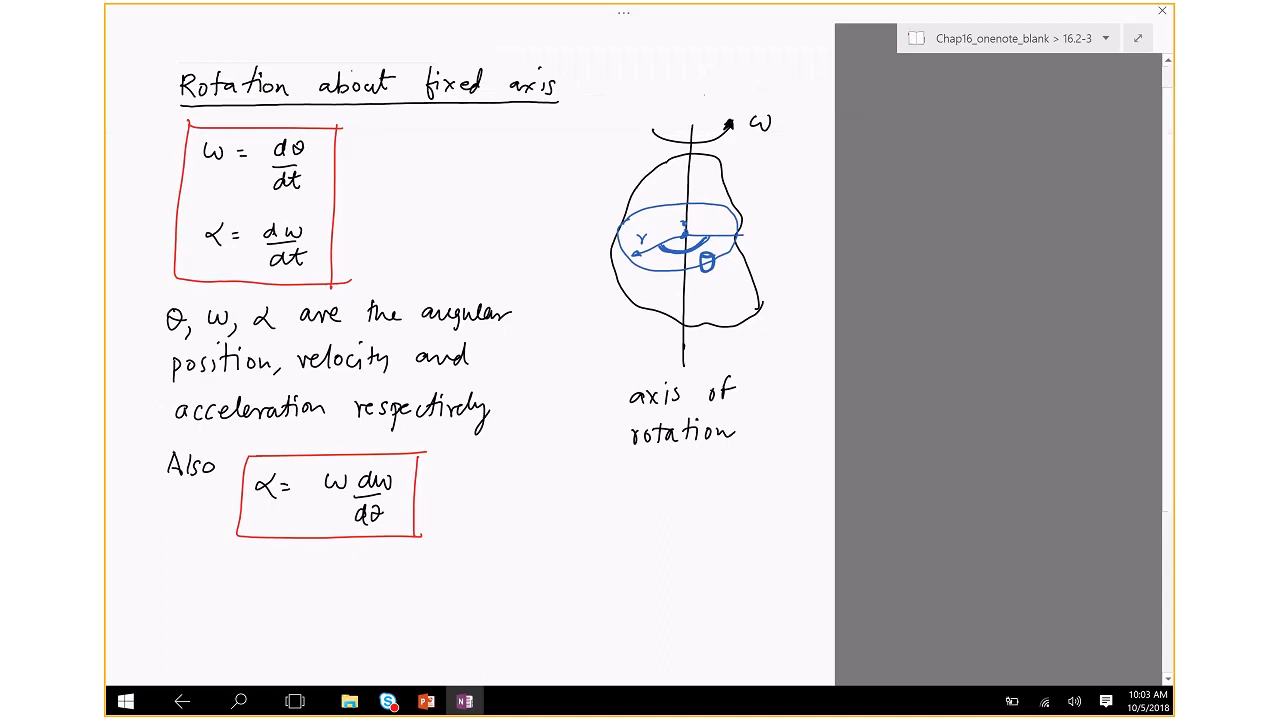 ...
Chap16_onenote_blank > 16.2-3
Rotation about fixed axis
ω = dθ/dt
α = dω/dt
ω
r
θ
θ, ω, α are the angular
position, velocity and
acceleration respectively
axis of
rotation
Also
α = ω dω/dθ
10:03 AM
10/5/2018